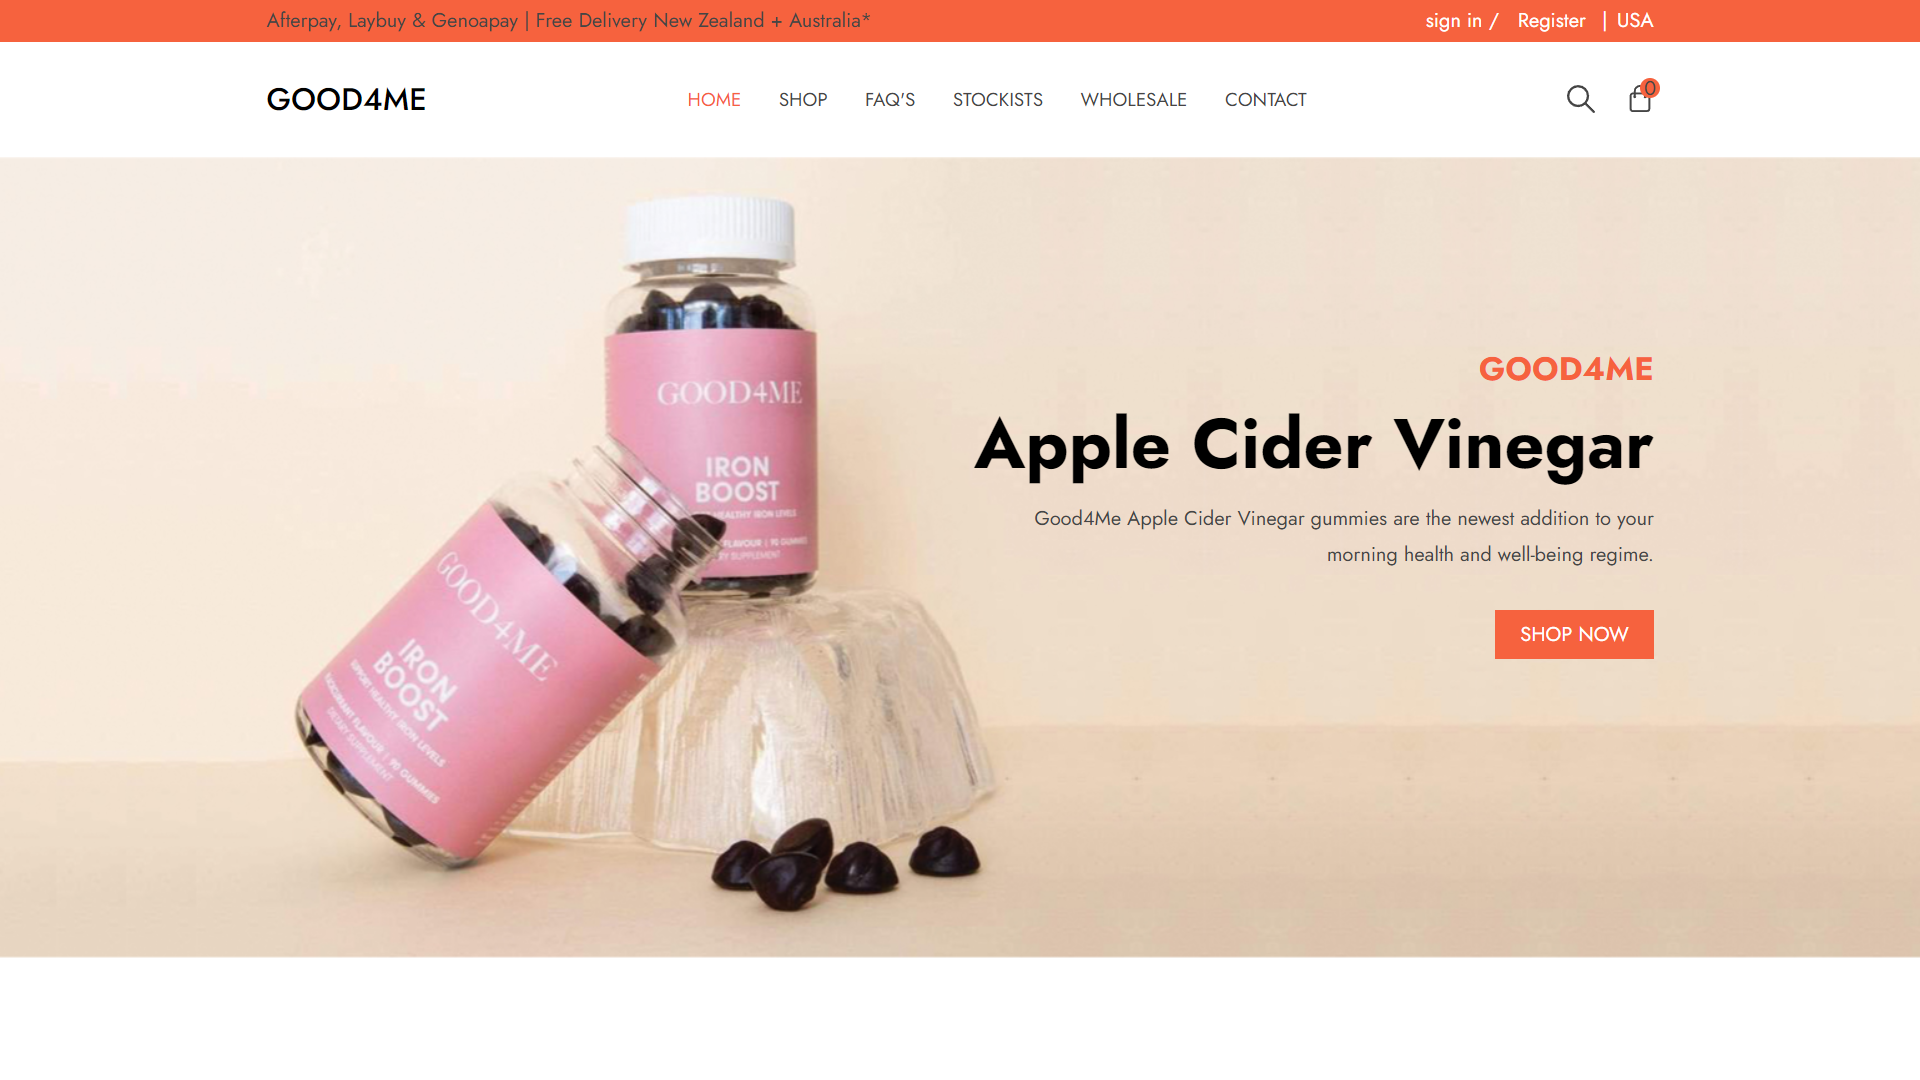 Afterpay, Laybuy & Genoapay | Free Delivery New Zealand + Australia*
sign in / Register | USA
GOOD4ME
HOME SHOP FAQ'S STOCKISTS WHOLESALE CONTACT
0
GOOD4ME
IRON
BOOST
HEALTHY IRON LEVELS
FLAVOUR | 90 GUMMIES
SUPPLEMENT
GOOD4ME
IRON
BOOST
SUPPORT HEALTHY IRON LEVELS
BLACKCURRANT FLAVOUR | 90 GUMMIES
DIETARY SUPPLEMENT
GOOD4ME
Apple Cider Vinegar
Good4Me Apple Cider Vinegar gummies are the newest addition to your
morning health and well-being regime.
SHOP NOW